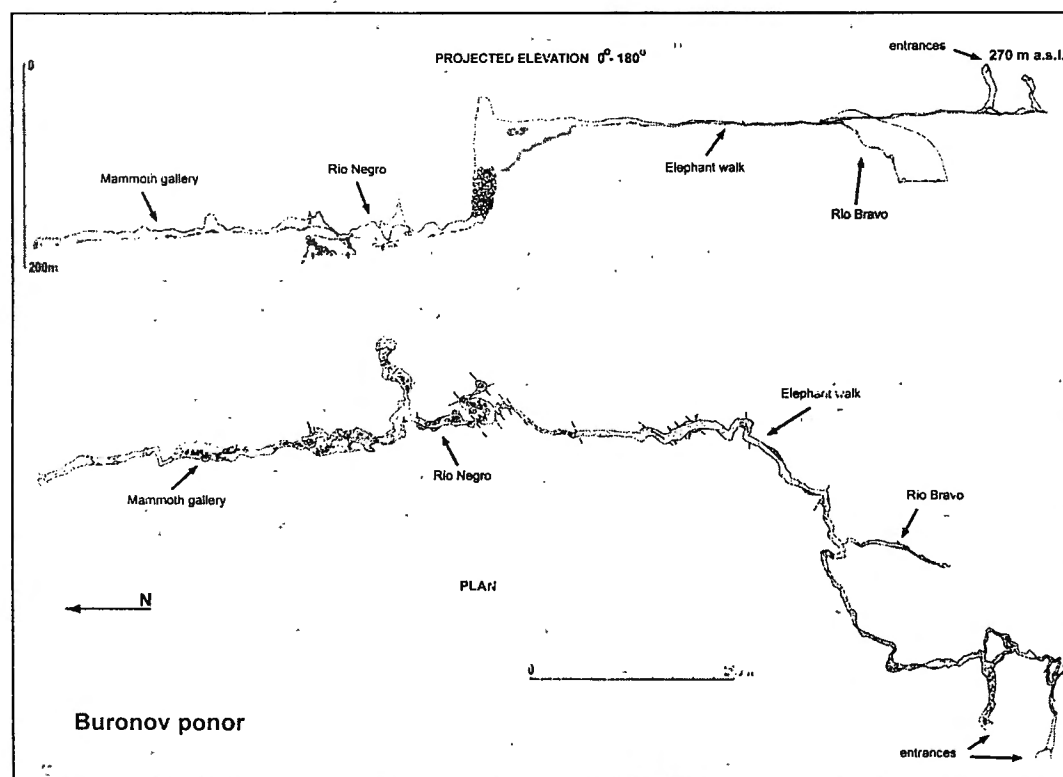 PROJECTED ELEVATION 0°-180°
entrances
270 m a.s.l.
0
Mammoth gallery
Rio Negro
Elephant walk
Rio Bravo
200m
Elephant walk
Rio Negro
Mammoth gallery
Rio Bravo
PLAN
N
0
Buronov ponor
entrances